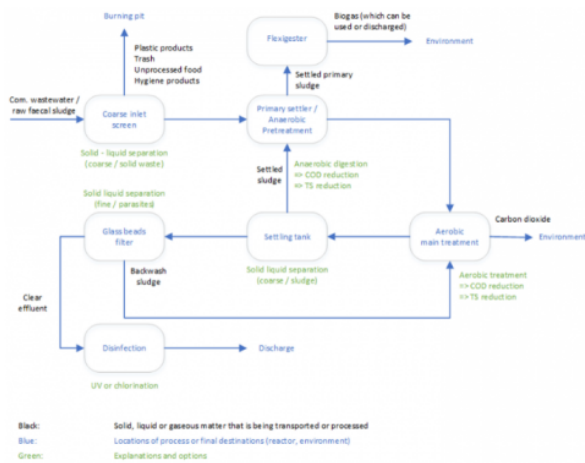 Burning pit
Biogas (which can be
used or discharged)
Flexigester
Environment
Plastic products
Trash
Unprocessed food
Hygiene products
Settled primary
sludge
Com. wastewater /
raw faecal sludge
Coarse inlet
screen
Primary settler /
Anaerobic
Pretreatment
Solid - liquid separation
(coarse / solid waste)
Settled
sludge
Anaerobic digestion
=> COD reduction
=> TS reduction
Solid liquid separation
(fine / parasites)
Glass beads
filter
Settling tank
Aerobic
main treatment
Carbon dioxide
Environment
Backwash
sludge
Solid liquid separation
(coarse / sludge)
Aerobic treatment
=> COD reduction
=> TS reduction
Clear
effluent
Disinfection
Discharge
UV or chlorination
Black: Solid, liquid or gaseous matter that is being transported or processed
Blue: Locations of process or final destinations (reactor, environment)
Green: Explanations and options